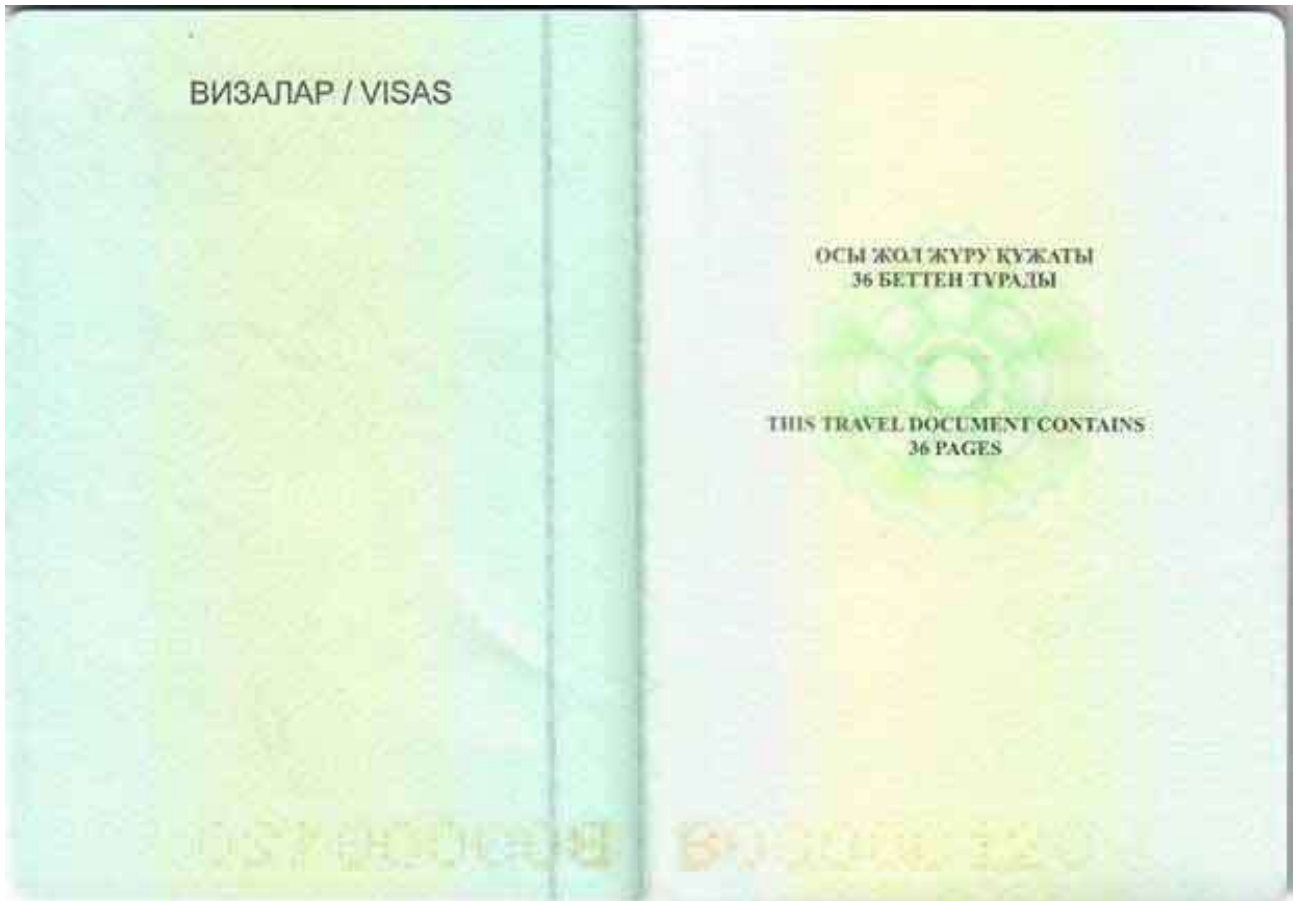 ВИЗАЛАР / VISAS
ОСЫ ЖОЛ ЖҮРУ ҚҰЖАТЫ
36 БЕТТЕН ТҰРАДЫ
THIS TRAVEL DOCUMENT CONTAINS
36 PAGES